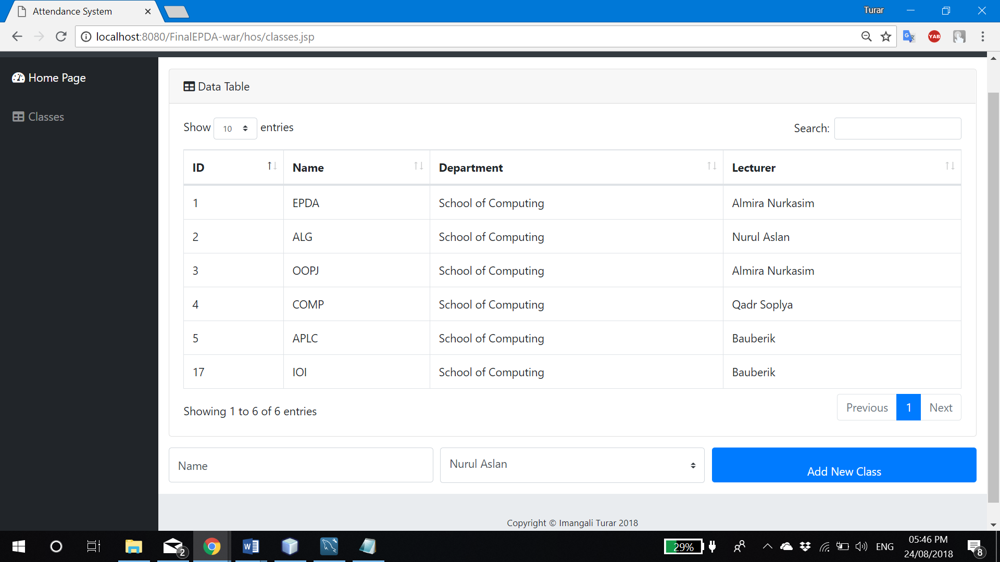 Attendance System
Turar
localhost:8080/FinalEPDA-war/hos/classes.jsp
YAB
Home Page
Classes
Data Table
Show 10 entries
Search:
ID Name Department Lecturer
1 EPDA School of Computing Almira Nurkasim
2 ALG School of Computing Nurul Aslan
3 OOPJ School of Computing Almira Nurkasim
4 COMP School of Computing Qadr Soplya
5 APLC School of Computing Bauberik
17 IOI School of Computing Bauberik
Showing 1 to 6 of 6 entries
Previous 1 Next
Name
Nurul Aslan
Add New Class
Copyright © Imangali Turar 2018
2
29%
ENG
05:46 PM
24/08/2018
8